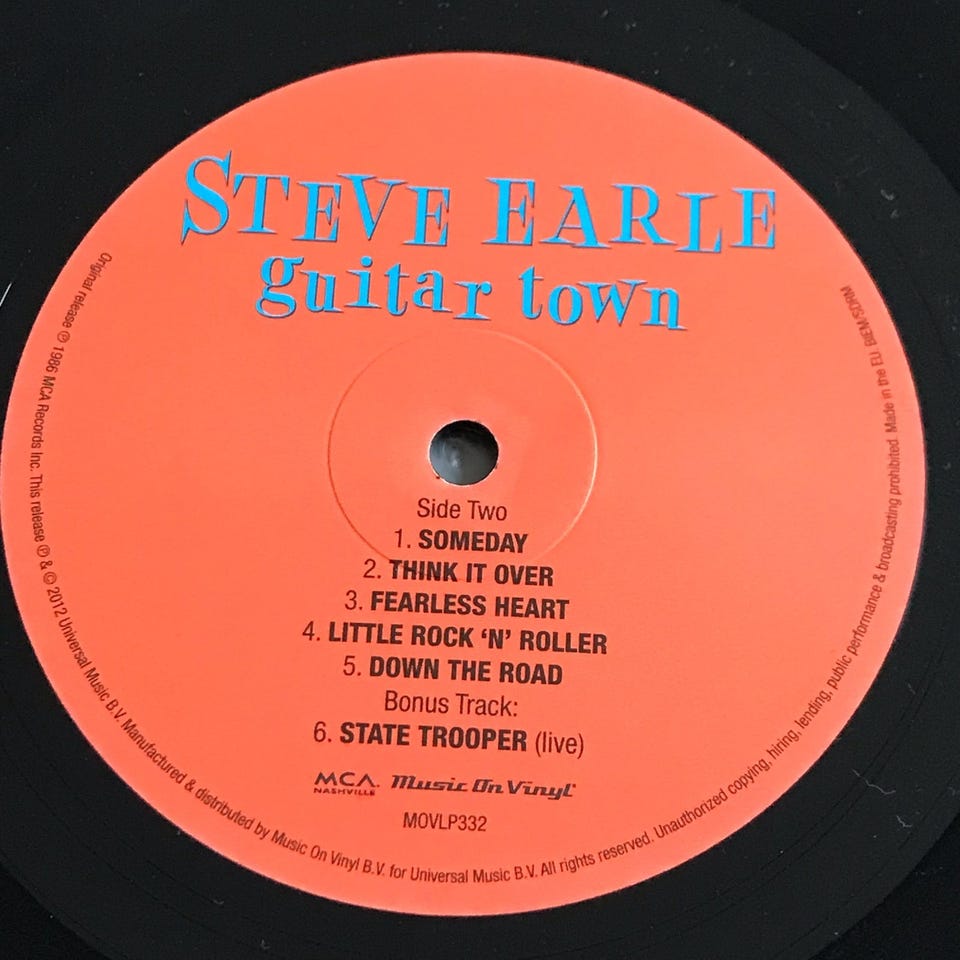 STEVE EARLE
guitar town
Side Two
1. SOMEDAY
2. THINK IT OVER
3. FEARLESS HEART
4. LITTLE ROCK ‘N’ ROLLER
5. DOWN THE ROAD
Bonus Track:
6. STATE TROOPER (live)
MCA NASHVILLE Music On Vinyl
MOVLP332
Original release ℗ 1986 MCA Records Inc. This release ℗ & © 2012 Universal Music B.V. Manufactured & distributed by Music On Vinyl B.V. for Universal Music B.V. All rights reserved. Unauthorized copying, hiring, lending, public performance & broadcasting prohibited. Made in the EU. BIEM/SDRM